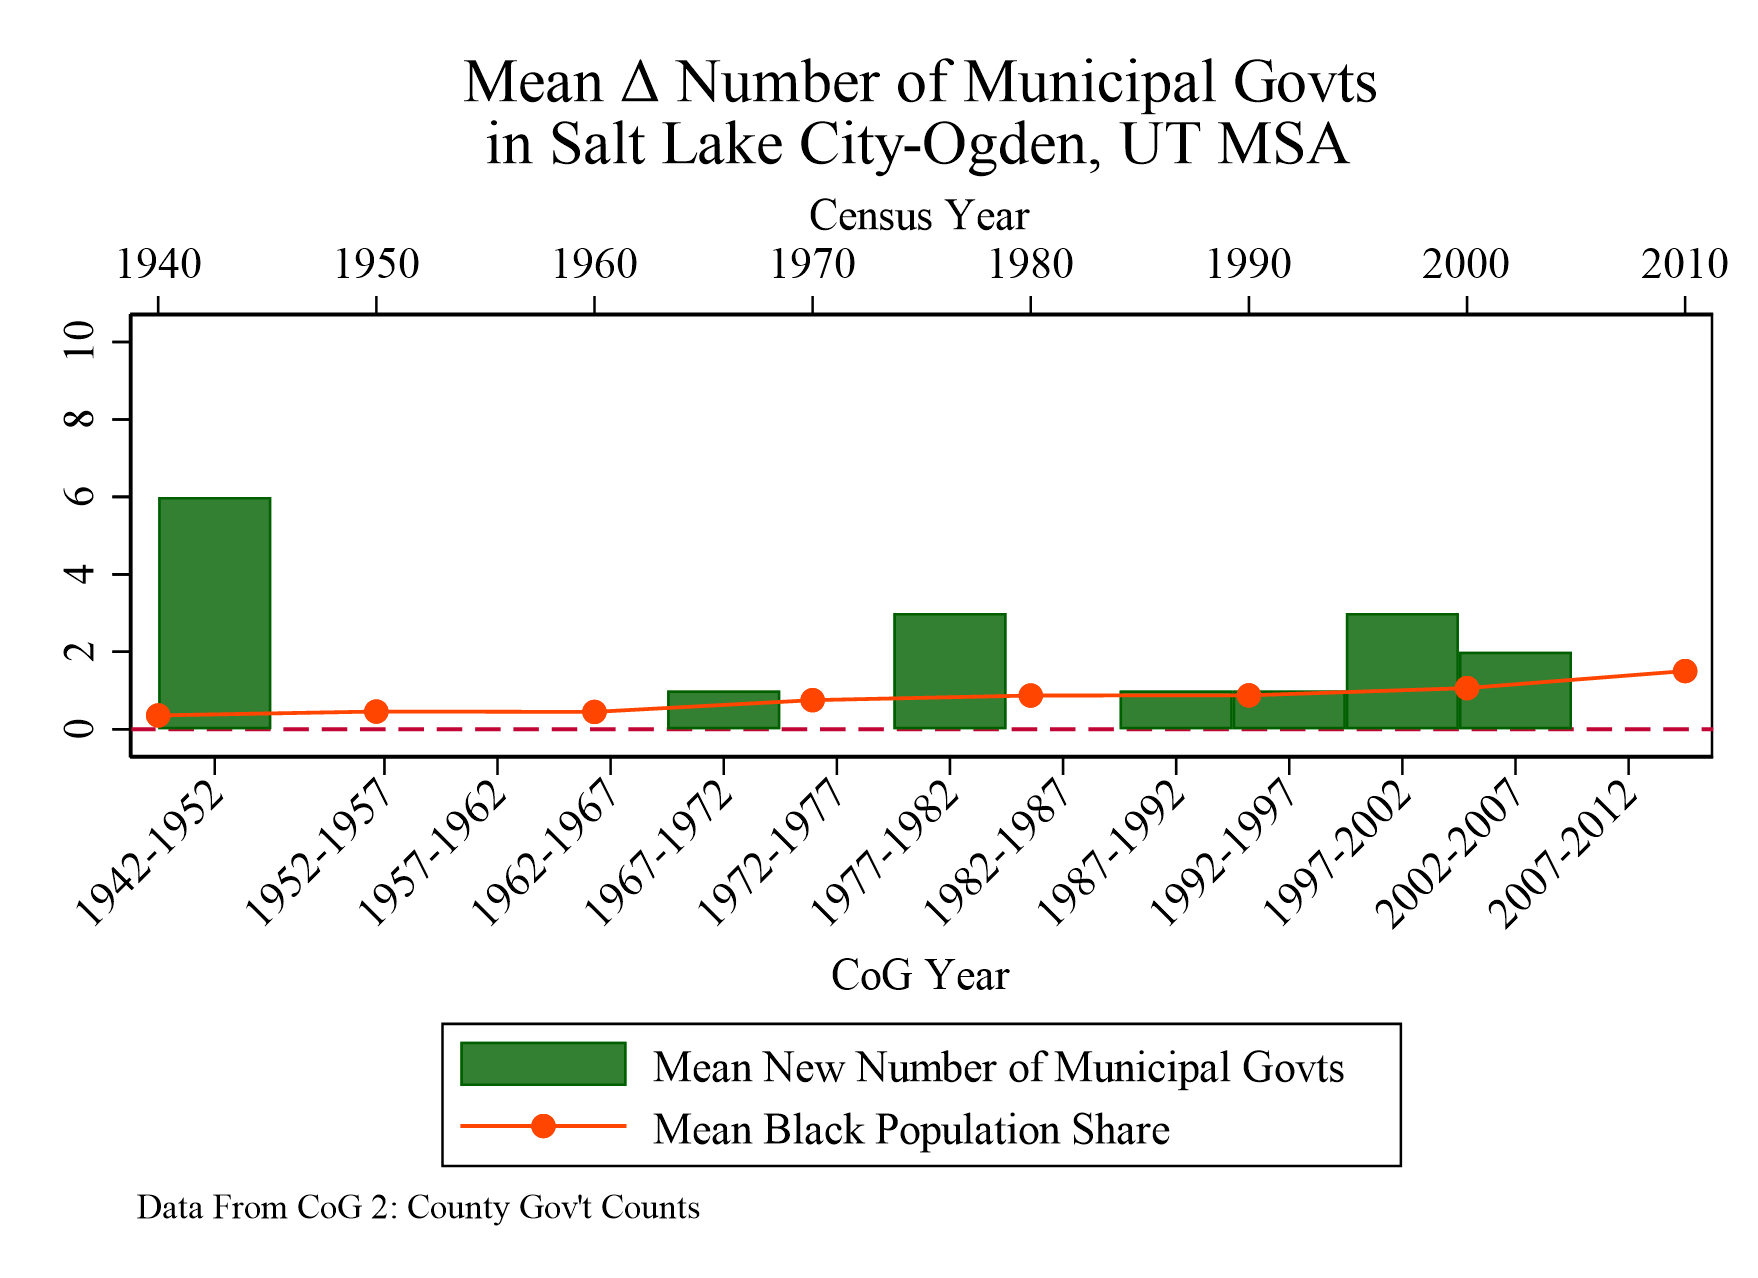 Mean Δ Number of Municipal Govts
in Salt Lake City-Ogden, UT MSA
Census Year
1940 1950 1960 1970 1980 1990 2000 2010
10
8
6
4
2
0
1942-1952 1952-1957 1957-1962 1962-1967 1967-1972 1972-1977 1977-1982 1982-1987 1987-1992 1992-1997 1997-2002 2002-2007 2007-2012
CoG Year
Mean New Number of Municipal Govts
Mean Black Population Share
Data From CoG 2: County Gov't Counts